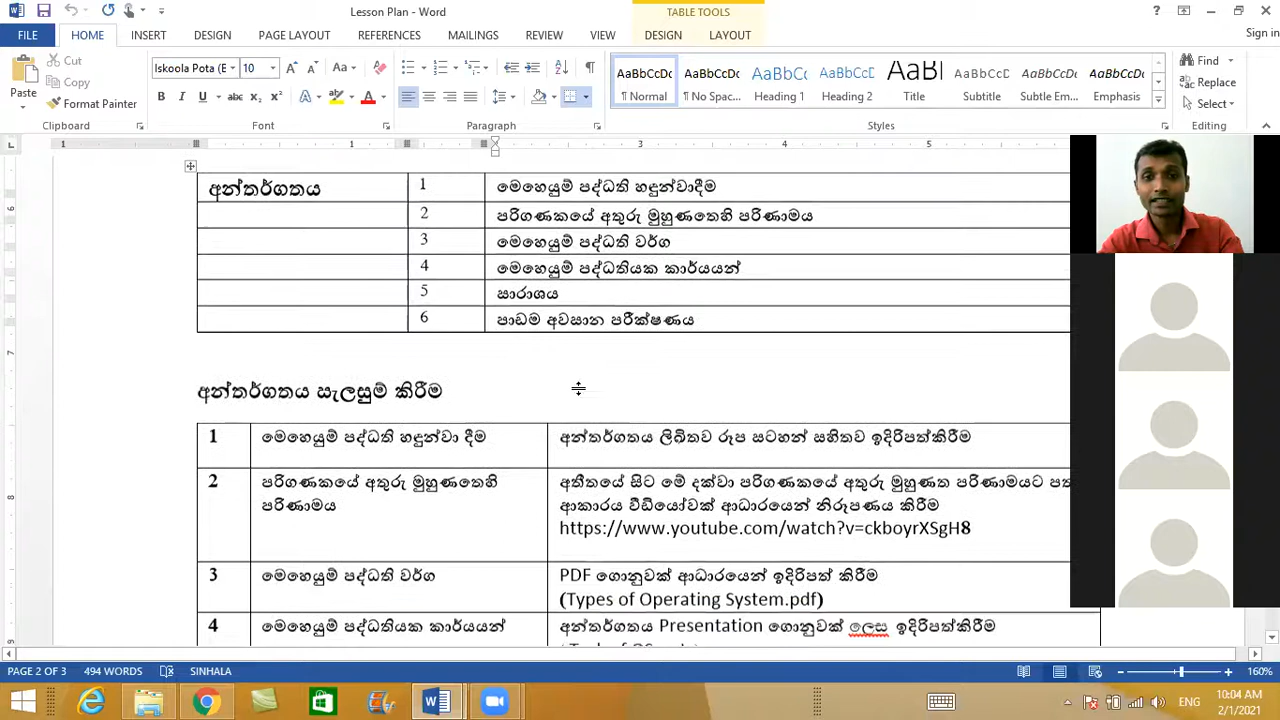 Lesson Plan - Word
TABLE TOOLS
Sign in
FILE HOME INSERT DESIGN PAGE LAYOUT REFERENCES MAILINGS REVIEW VIEW DESIGN LAYOUT
Paste
Cut
Copy
Format Painter
Clipboard
Iskoola Pota (E 10
Font
Paragraph
AaBbCcDc AaBbCcDc AaBbCc AaBbCcD AaBl AaBbCcD AaBbCcDc AaBbCcDc
¶ Normal ¶ No Spac... Heading 1 Heading 2 Title Subtitle Subtle Em... Emphasis
Styles
Find
Replace
Select
Editing
1 1 3 4 5
අන්තර්ගතය 1 මෙහෙයුම් පද්ධති හඳුන්වාදීම
2 පරිගණකයේ අතුරු මුහුණතෙහි පරිණාමය
3 මෙහෙයුම් පද්ධති වර්ග
4 මෙහෙයුම් පද්ධතියක කාර්යයන්
5 සාරාශය
6 පාඩම අවසාන පරීක්ෂණය
අන්තර්ගතය සැලසුම් කිරීම
1 මෙහෙයුම් පද්ධති හඳුන්වා දීම අන්තර්ගතය ලිඛිතව රූප සටහන් සහිතව ඉදිරිපත්කිරීම
2 පරිගණකයේ අතුරු මුහුණතෙහි පරිණාමය අතීතයේ සිට මේ දක්වා පරිගණකයේ අතුරු මුහුණත පරිණාමයට පත
ආකාරය වීඩියෝවක් ආධාරයෙන් නිරූපණය කිරීම
https://www.youtube.com/watch?v=ckboyrXSgH8
3 මෙහෙයුම් පද්ධති වර්ග PDF ගොනුවක් ආධාරයෙන් ඉදිරිපත් කිරීම
(Types of Operating System.pdf)
4 මෙහෙයුම් පද්ධතියක කාර්යයන් අන්තර්ගතය Presentation ගොනුවක් ලෙස ඉදිරිපත්කිරීම
PAGE 2 OF 3 494 WORDS SINHALA 160%
ENG
10:04 AM
2/1/2021